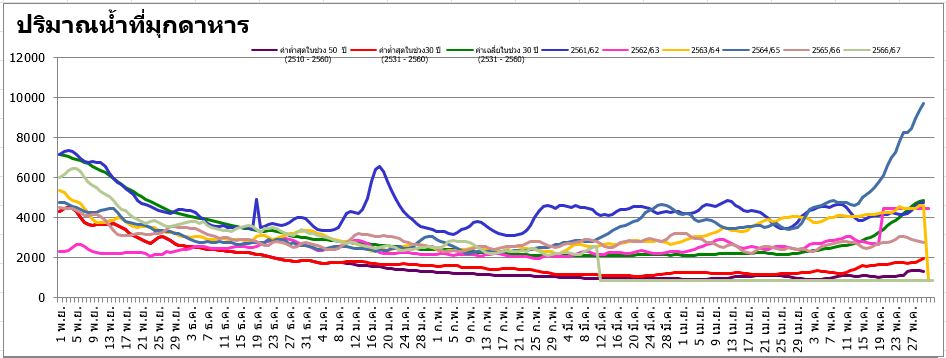 ปริมาณน้ำที่มุกดาหาร
ค่าต่ำสุดในช่วง 50 ปี (2510 - 2560)
ค่าต่ำสุดในช่วง30 ปี (2531 - 2560)
ค่าเฉลี่ยในช่วง 30 ปี (2531 - 2560)
2561/62
2562/63
2563/64
2564/65
2565/66
2566/67
12000
10000
8000
6000
4000
2000
0
1 พ.ย.
5 พ.ย.
9 พ.ย.
13 พ.ย.
17 พ.ย.
21 พ.ย.
25 พ.ย.
29 พ.ย.
3 ธ.ค.
7 ธ.ค.
11 ธ.ค.
15 ธ.ค.
19 ธ.ค.
23 ธ.ค.
27 ธ.ค.
31 ธ.ค.
4 ม.ค.
8 ม.ค.
12 ม.ค.
16 ม.ค.
20 ม.ค.
24 ม.ค.
28 ม.ค.
1 ก.พ.
5 ก.พ.
9 ก.พ.
13 ก.พ.
17 ก.พ.
21 ก.พ.
25 ก.พ.
29 ก.พ.
4 มี.ค.
8 มี.ค.
12 มี.ค.
16 มี.ค.
20 มี.ค.
24 มี.ค.
28 มี.ค.
1 เม.ย.
5 เม.ย.
9 เม.ย.
13 เม.ย.
17 เม.ย.
21 เม.ย.
25 เม.ย.
29 เม.ย.
3 พ.ค.
7 พ.ค.
11 พ.ค.
15 พ.ค.
19 พ.ค.
23 พ.ค.
27 พ.ค.